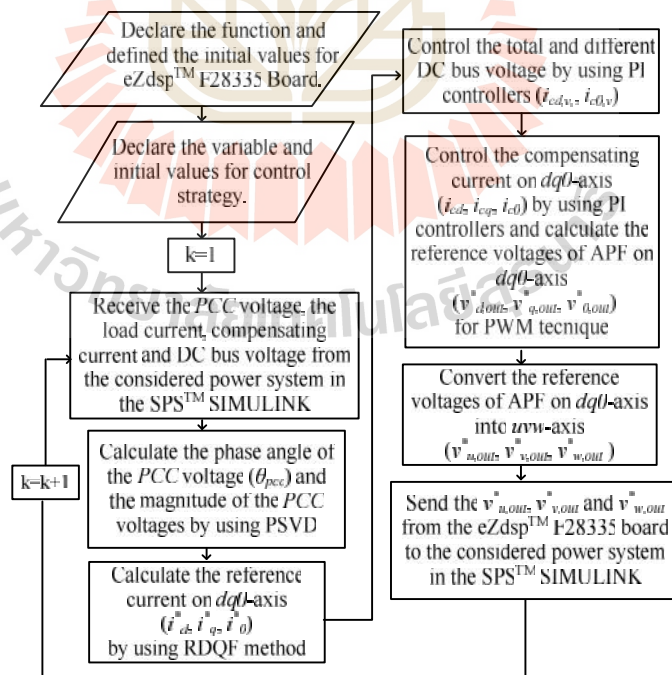 Declare the function and
defined the initial values for
eZdsp™ F28335 Board.
Declare the variable and
initial values for control
strategy.
k=1
Receive the PCC voltage, the
load current, compensating
current and DC bus voltage from
the considered power system in
the SPS™ SIMULINK
k=k+1
Calculate the phase angle of
the PCC voltage (θpcc) and
the magnitude of the PCC
voltages by using PSVD
Calculate the reference
current on dq0-axis
(i*d, i*q, i*0)
by using RDQF method
Control the total and different
DC bus voltage by using PI
controllers (icd,v, ic0,v)
Control the compensating
current on dq0-axis
(icd, icq, ic0) by using PI
controllers and calculate the
reference voltages of APF on
dq0-axis
(v*d,out, v*q,out, v*0,out)
for PWM tecnique
Convert the reference
voltages of APF on dq0-axis
into uvw-axis
(v*u,out, v*v,out, v*w,out )
Send the v*u,out, v*v,out and v*w,out
from the eZdsp™ F28335 board
to the considered power system
in the SPS™ SIMULINK